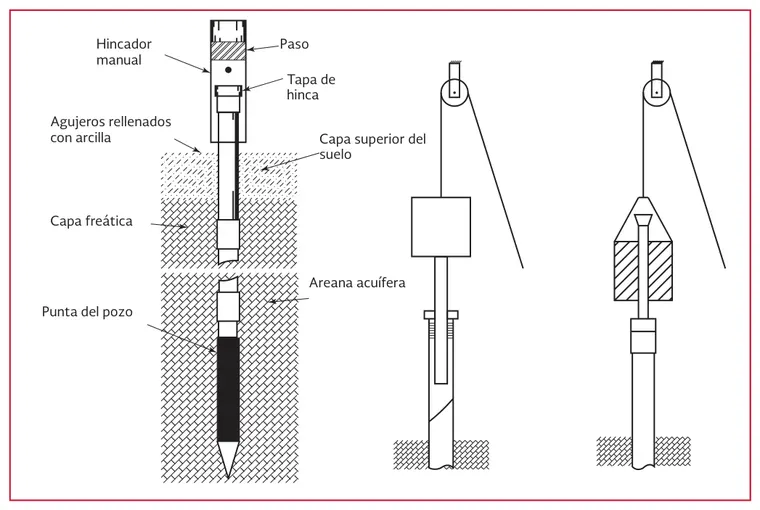 Hincador
manual
Paso
Tapa de
hinca
Agujeros rellenados
con arcilla
Capa superior del
suelo
Capa freática
Areana acuífera
Punta del pozo